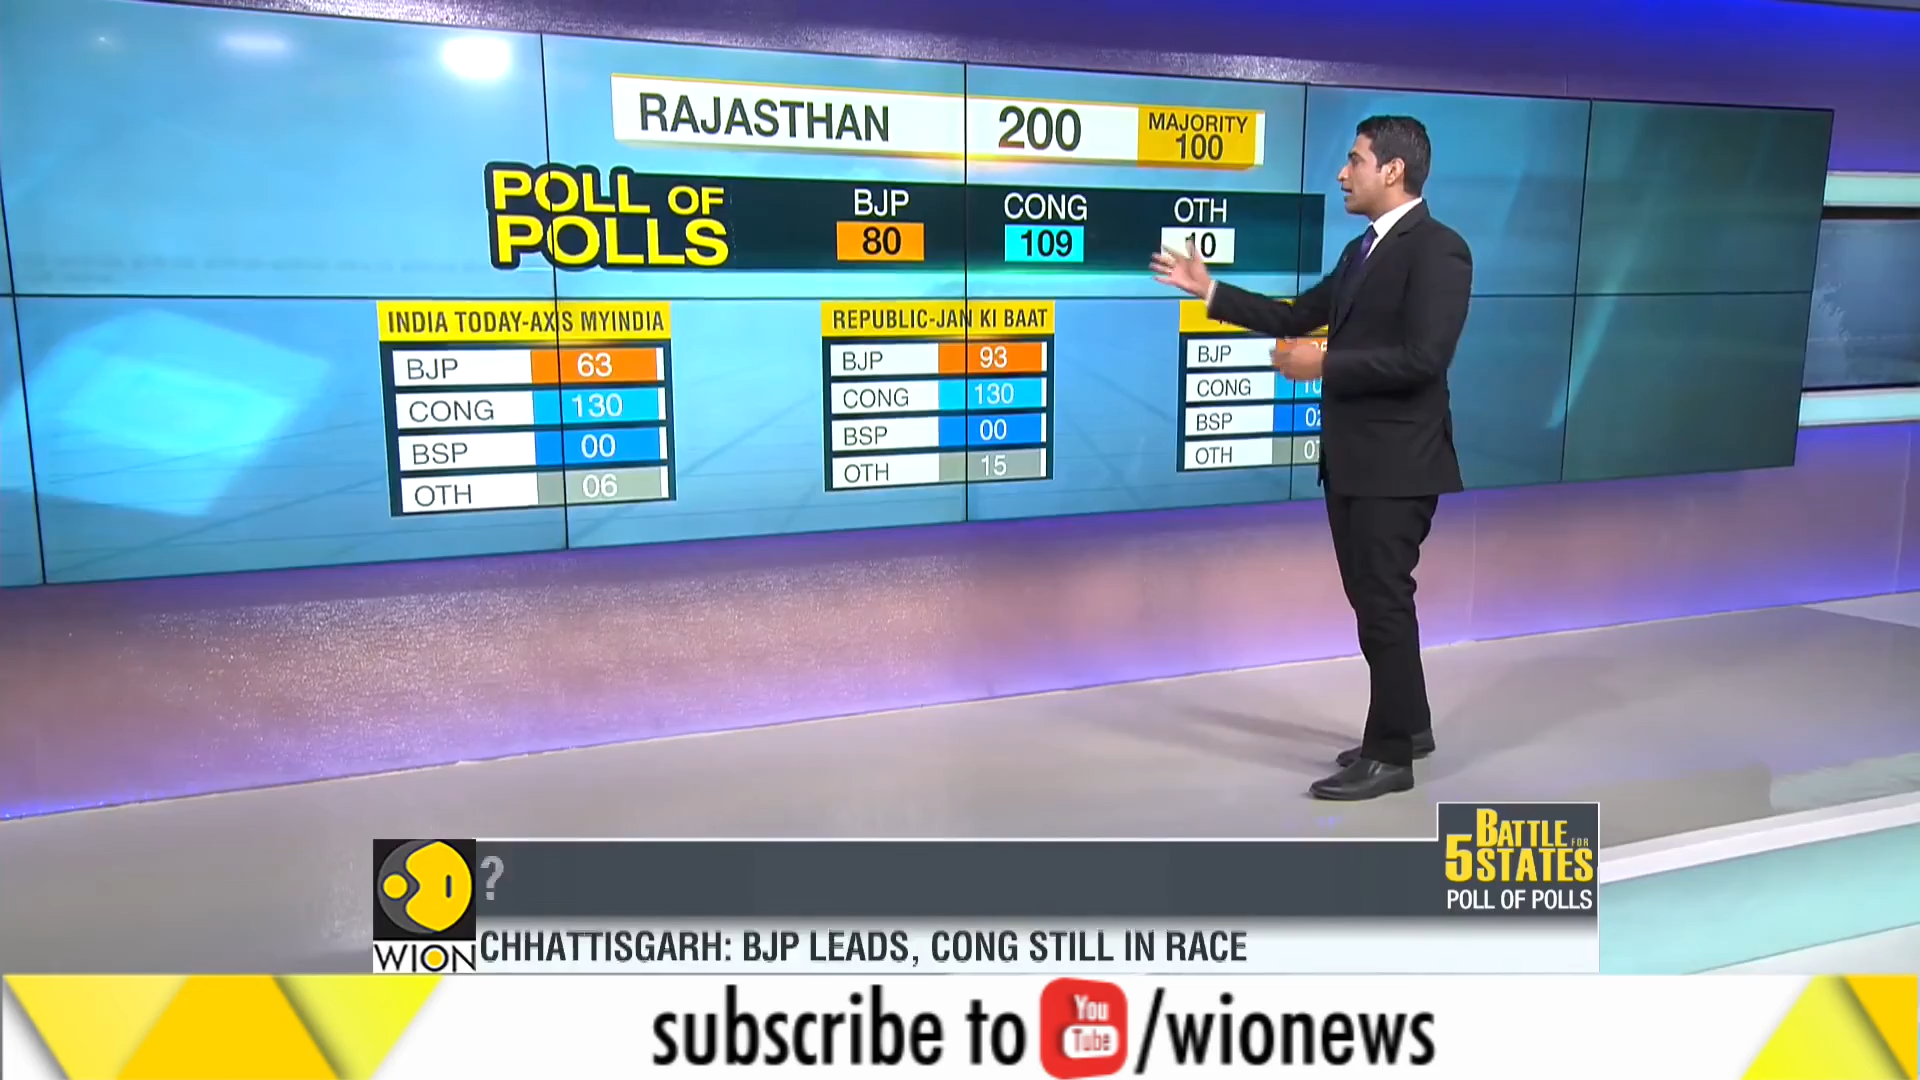 RAJASTHAN 200 MAJORITY 100
POLL OF POLLS
BJP CONG OTH
80 109 10
INDIA TODAY-AXIS MYINDIA
BJP 63
CONG 130
BSP 00
OTH 06
REPUBLIC-JAN KI BAAT
BJP 93
CONG 130
BSP 00
OTH 15
BJP
CONG
BSP
OTH
BATTLE FOR 5 STATES
POLL OF POLLS
?
WION
CHHATTISGARH: BJP LEADS, CONG STILL IN RACE
subscribe to You Tube /wionews